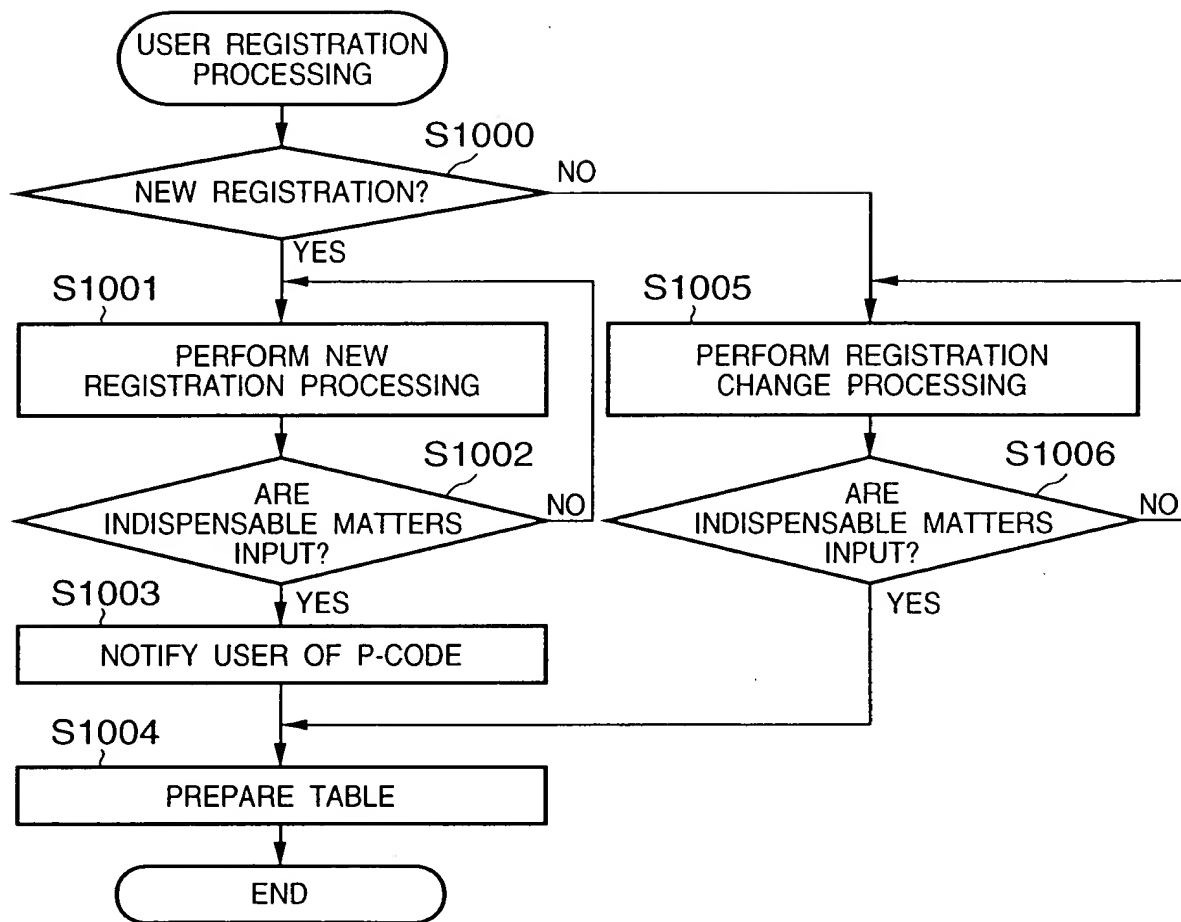 USER REGISTRATION
PROCESSING
S1000
NEW REGISTRATION?
NO
YES
S1001
PERFORM NEW
REGISTRATION PROCESSING
S1002
ARE
INDISPENSABLE MATTERS
INPUT?
NO
YES
S1003
NOTIFY USER OF P-CODE
S1004
PREPARE TABLE
END
S1005
PERFORM REGISTRATION
CHANGE PROCESSING
S1006
ARE
INDISPENSABLE MATTERS
INPUT?
NO
YES